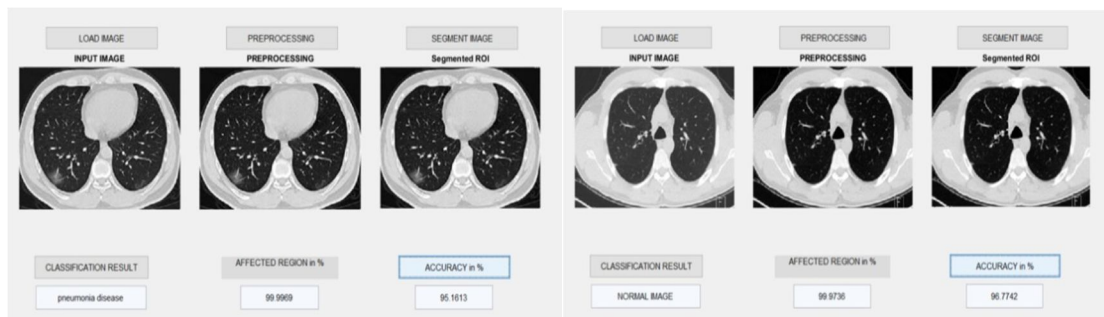 LOAD IMAGE PREPROCESSING SEGMENT IMAGE
INPUT IMAGE PREPROCESSING Segmented ROI
CLASSIFICATION RESULT AFFECTED REGION in % ACCURACY in %
pneumonia disease 99.9969 95.1613
LOAD IMAGE PREPROCESSING SEGMENT IMAGE
INPUT IMAGE PREPROCESSING Segmented ROI
CLASSIFICATION RESULT AFFECTED REGION in % ACCURACY in %
NORMAL IMAGE 99.9736 96.7742